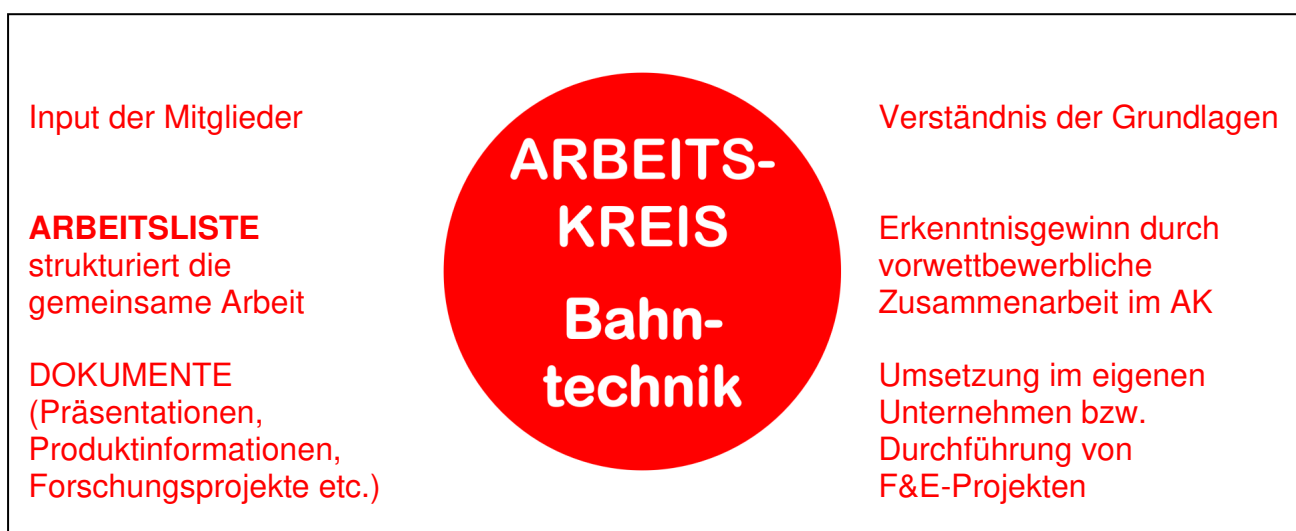 Input der Mitglieder
ARBEITSLISTE
strukturiert die
gemeinsame Arbeit
DOKUMENTE
(Präsentationen,
Produktinformationen,
Forschungsprojekte etc.)
ARBEITS-
KREIS
Bahn-
technik
Verständnis der Grundlagen
Erkenntnisgewinn durch
vorwettbewerbliche
Zusammenarbeit im AK
Umsetzung im eigenen
Unternehmen bzw.
Durchführung von
F&E-Projekten